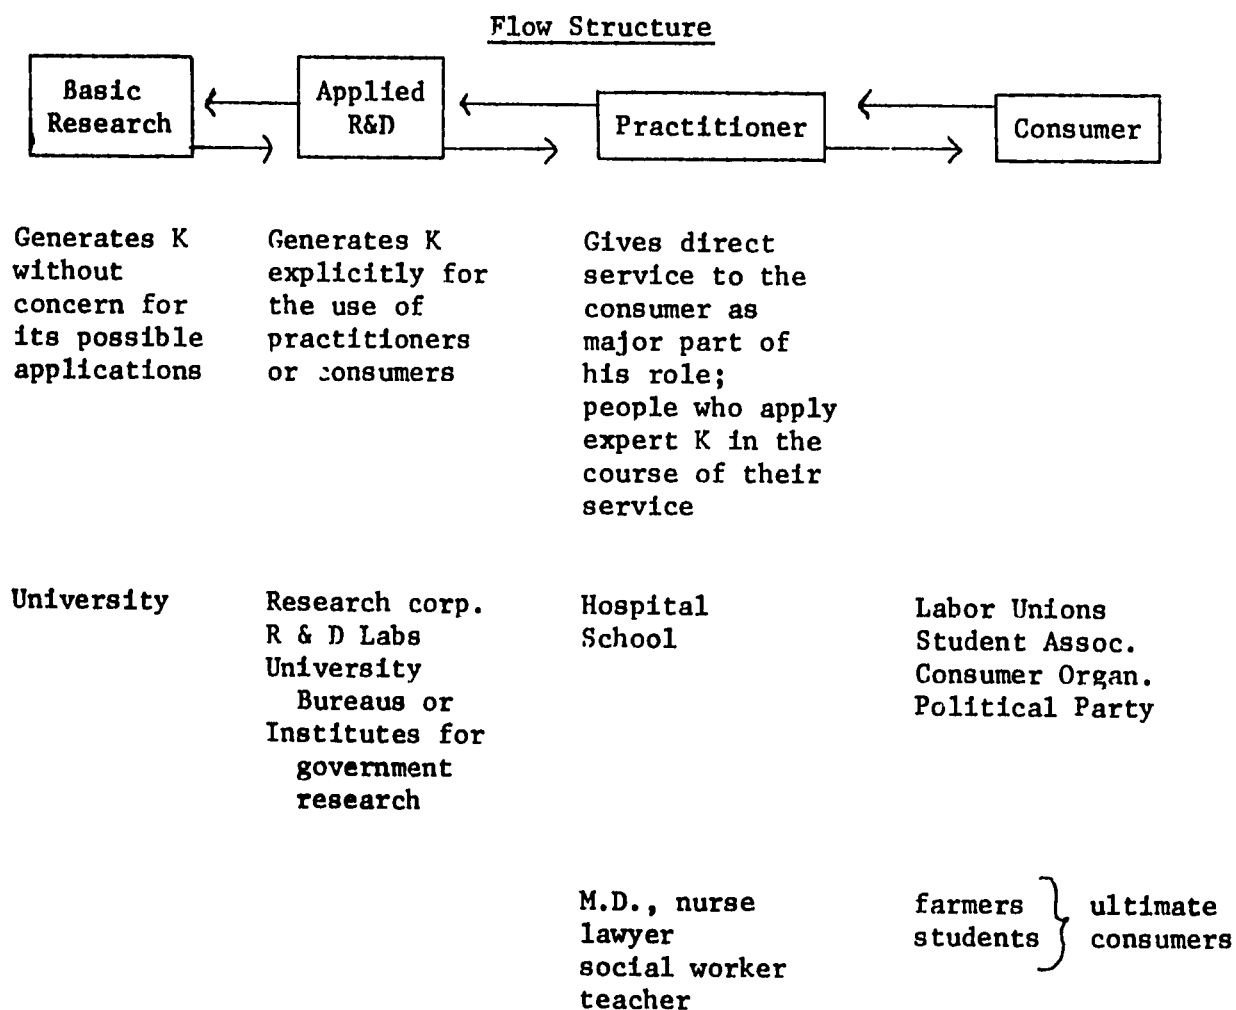 Flow Structure
Basic
Research
Applied
R&D
Practitioner
Consumer
Generates K
without
concern for
its possible
applications
Generates K
explicitly for
the use of
practitioners
or consumers
Gives direct
service to the
consumer as
major part of
his role;
people who apply
expert K in the
course of their
service
University
Research corp.
R & D Labs
University
Bureaus or
Institutes for
government
research
Hospital
School
Labor Unions
Student Assoc.
Consumer Organ.
Political Party
M.D., nurse
lawyer
social worker
teacher
farmers
students
ultimate
consumers